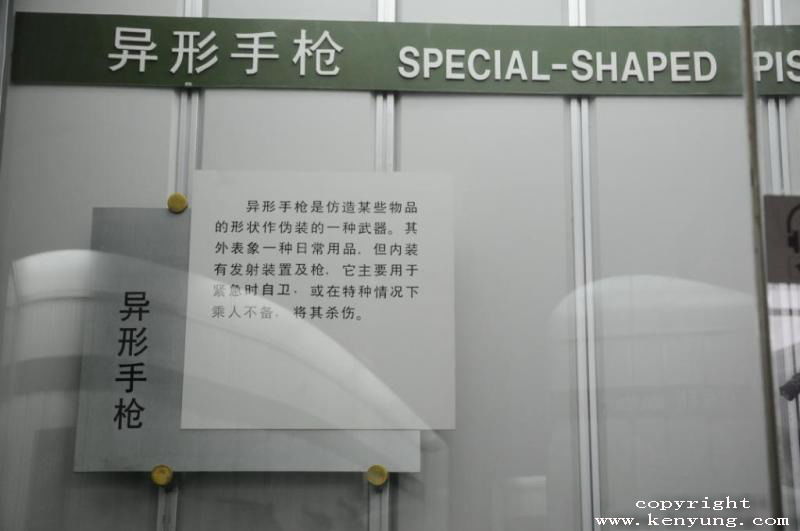 异形手枪 SPECIAL-SHAPED PIS
异形手枪是仿造某些物品
的形状作伪装的一种武器。其
外表象一种日常用品，但内装
有发射装置及枪，它主要用于
紧急时自卫，或在特种情况下
乘人不备，将其杀伤。
异形手枪
copyright
www.kenyung.com